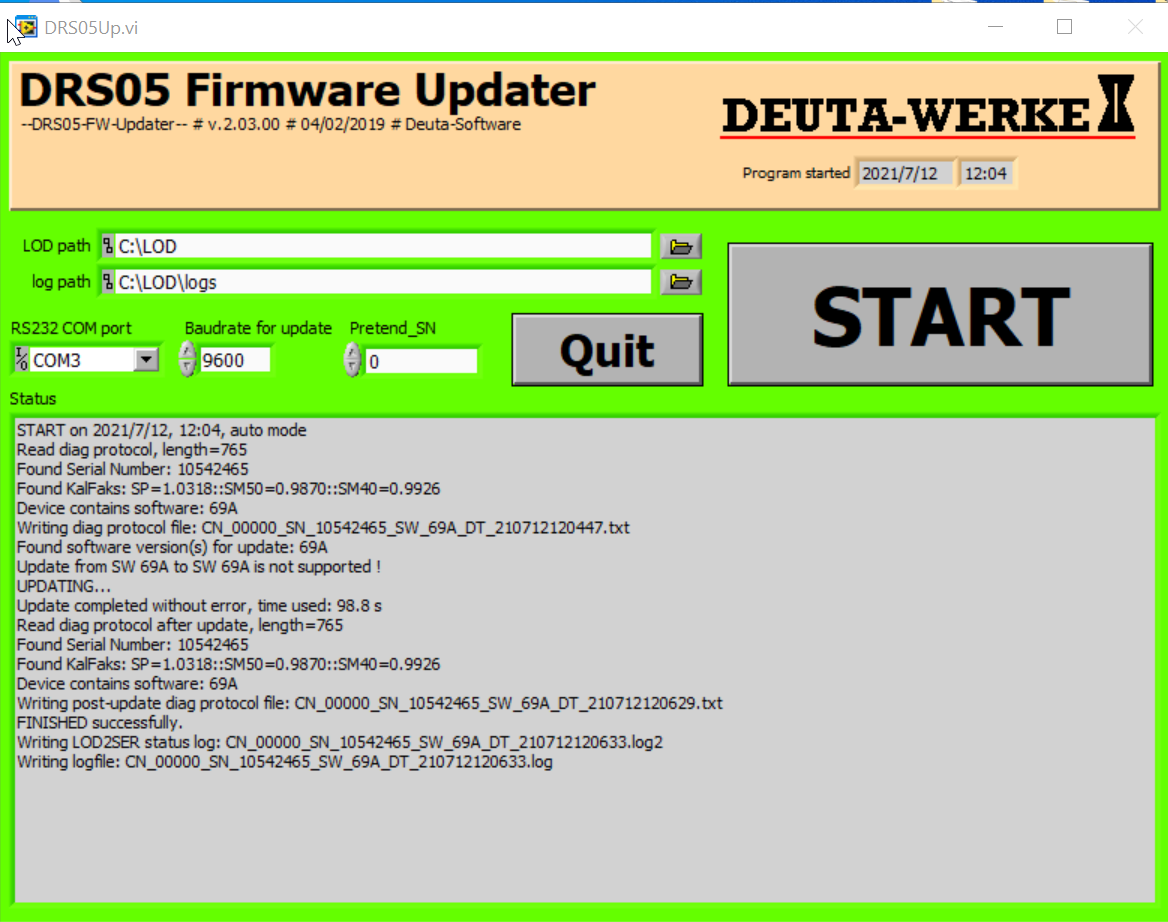 DRS05Up.vi
DRS05 Firmware Updater
--DRS05-FW-Updater-- # v.2.03.00 # 04/02/2019 # Deuta-Software
DEUTA-WERKE
Program started 2021/7/12 12:04
LOD path C:\LOD
log path C:\LOD\logs
START
RS232 COM port Baudrate for update Pretend_SN
COM3 9600 0
Quit
Status
START on 2021/7/12, 12:04, auto mode
Read diag protocol, length=765
Found Serial Number: 10542465
Found KalFaks: SP=1.0318::SM50=0.9870::SM40=0.9926
Device contains software: 69A
Writing diag protocol file: CN_00000_SN_10542465_SW_69A_DT_210712120447.txt
Found software version(s) for update: 69A
Update from SW 69A to SW 69A is not supported !
UPDATING...
Update completed without error, time used: 98.8 s
Read diag protocol after update, length=765
Found Serial Number: 10542465
Found KalFaks: SP=1.0318::SM50=0.9870::SM40=0.9926
Device contains software: 69A
Writing post-update diag protocol file: CN_00000_SN_10542465_SW_69A_DT_210712120629.txt
FINISHED successfully.
Writing LOD2SER status log: CN_00000_SN_10542465_SW_69A_DT_210712120633.log2
Writing logfile: CN_00000_SN_10542465_SW_69A_DT_210712120633.log